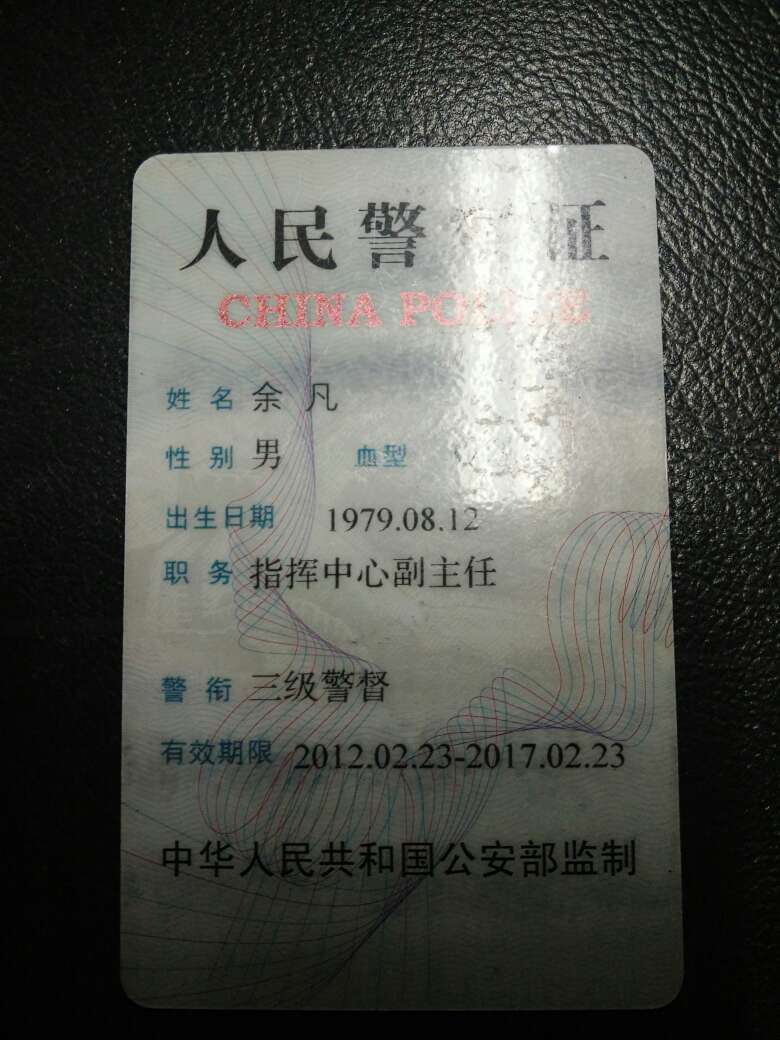 人民警 证
CHINA POLICE
姓 名 余 凡
性 别 男 血型
出生日期 1979.08.12
职 务 指挥中心副主任
警 衔 三级警督
有效期限 2012.02.23-2017.02.23
中华人民共和国公安部监制